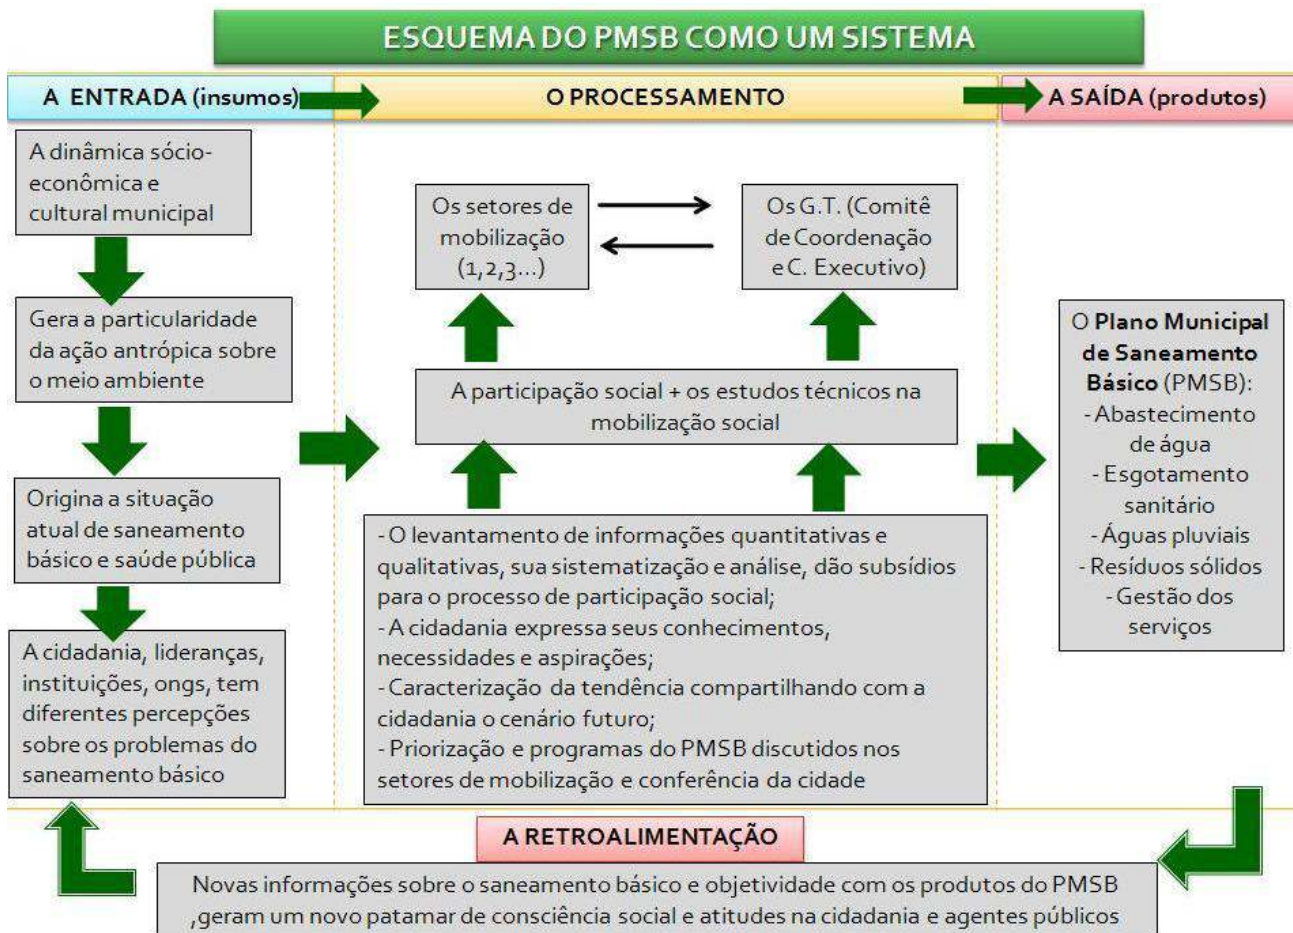 ESQUEMA DO PMSB COMO UM SISTEMA
A ENTRADA (insumos)
O PROCESSAMENTO
A SAÍDA (produtos)
A dinâmica sócio-
econômica e
cultural municipal
Gera a particularidade
da ação antrópica sobre
o meio ambiente
Origina a situação
atual de saneamento
básico e saúde pública
A cidadania, lideranças,
instituições, ongs, tem
diferentes percepções
sobre os problemas do
saneamento básico
Os setores de
mobilização
(1,2,3...)
Os G.T. (Comitê
de Coordenação
e C. Executivo)
A participação social + os estudos técnicos na
mobilização social
- O levantamento de informações quantitativas e
qualitativas, sua sistematização e análise, dão subsídios
para o processo de participação social;
- A cidadania expressa seus conhecimentos,
necessidades e aspirações;
- Caracterização da tendência compartilhando com a
cidadania o cenário futuro;
- Priorização e programas do PMSB discutidos nos
setores de mobilização e conferência da cidade
O Plano Municipal
de Saneamento
Básico (PMSB):
- Abastecimento
de água
- Esgotamento
sanitário
- Águas pluviais
- Resíduos sólidos
- Gestão dos
serviços
A RETROALIMENTAÇÃO
Novas informações sobre o saneamento básico e objetividade com os produtos do PMSB
,geram um novo patamar de consciência social e atitudes na cidadania e agentes públicos